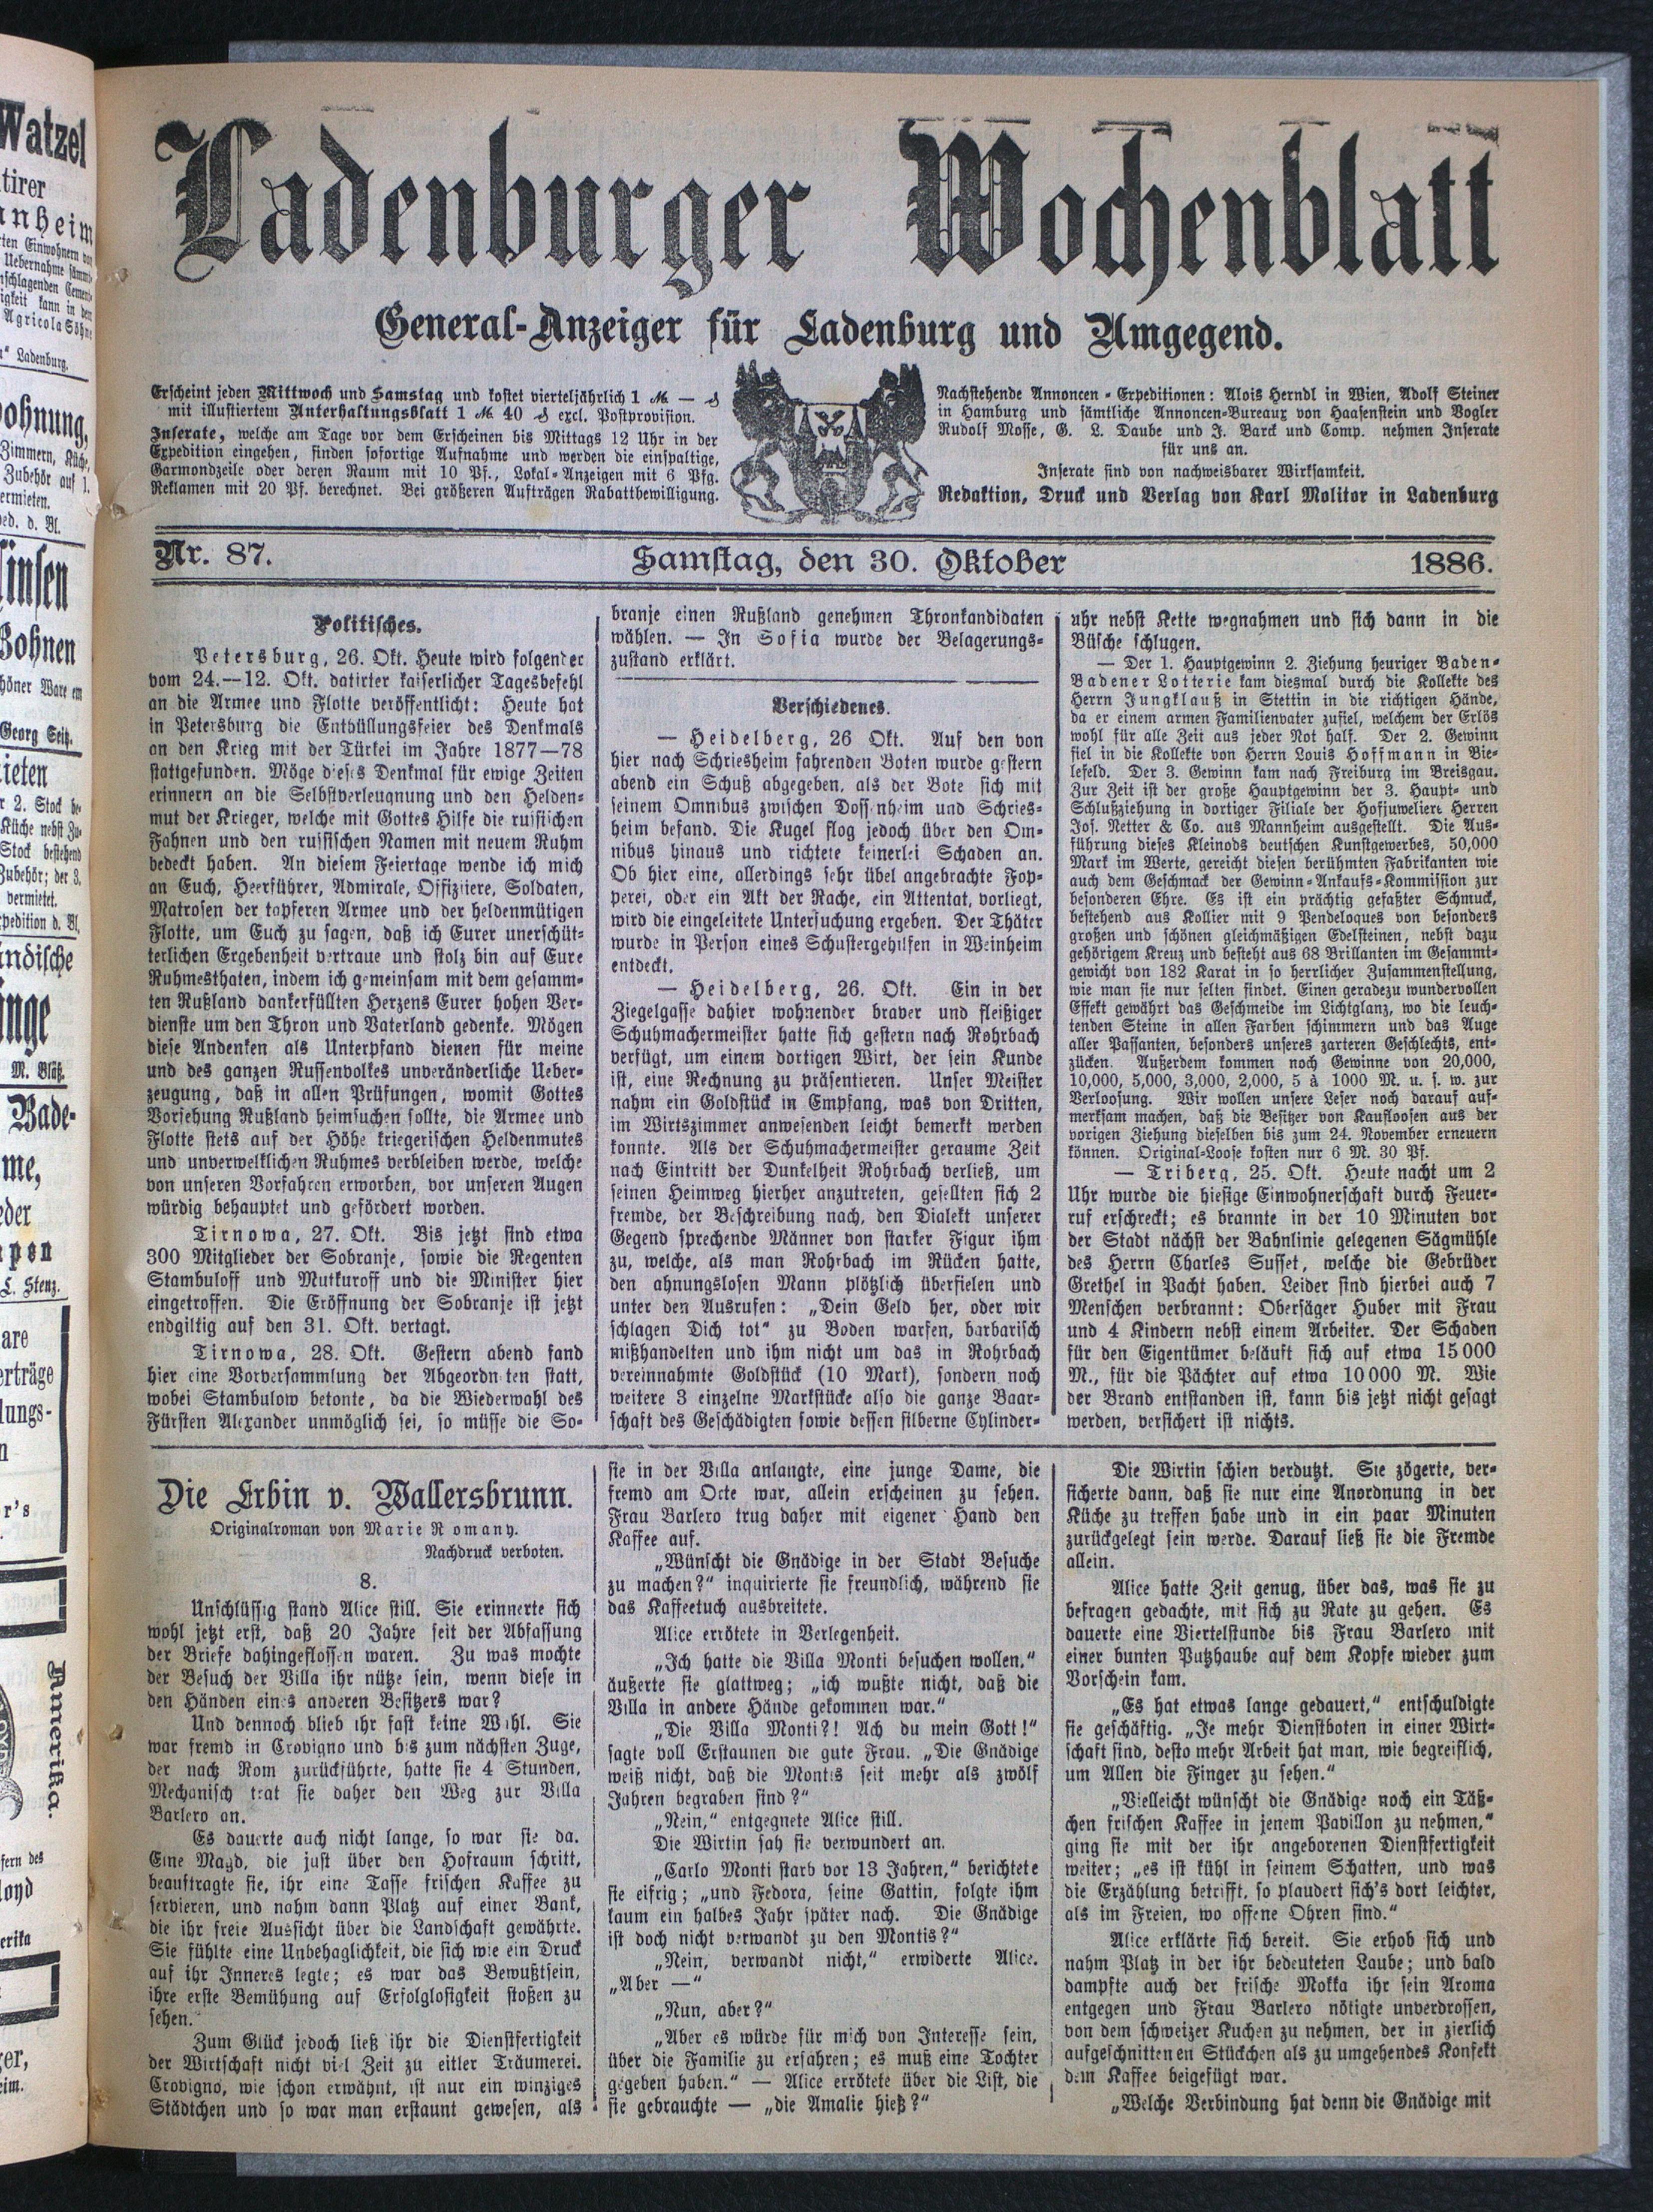 Ladenburger Wochenblatt
General-Anzeiger für Ladenburg und Umgegend.
Erscheint jeden Mittwoch und Samstag und kostet vierteljährlich 1 ℳ — ₰
mit illustiertem Unterhaltungsblatt 1 ℳ 40 ₰ excl. Postprovision.
Inserate, welche am Tage vor dem Erscheinen bis Mittags 12 Uhr in der
Expedition eingehen, finden sofortige Aufnahme und werden die einspaltige,
Garmondzeile oder deren Raum mit 10 Pf., Lokal-Anzeigen mit 6 Pfg.
Reklamen mit 20 Pf. berechnet. Bei größeren Aufträgen Rabattbewilligung.
Nachstehende Annoncen-Expeditionen: Alois Herndl in Wien, Adolf Steiner
in Hamburg und sämtliche Annoncen-Bureaux von Haasenstein und Vogler
Rudolf Mosse, G. L. Daube und J. Barck und Comp. nehmen Inserate
für uns an.
Inserate sind von nachweisbarer Wirksamkeit.
Redaktion, Druck und Verlag von Karl Molitor in Ladenburg
Nr. 87. Samstag, den 30. Oktober 1886.
Politisches.
Petersburg, 26. Okt. Heute wird folgender
vom 24.—12. Okt. datirter kaiserlicher Tagesbefehl
an die Armee und Flotte veröffentlicht: Heute hat
in Petersburg die Enthüllungsfeier des Denkmals
an den Krieg mit der Türkei im Jahre 1877—78
stattgefunden. Möge dieses Denkmal für ewige Zeiten
erinnern an die Selbstverleugnung und den Helden-
mut der Krieger, welche mit Gottes Hilfe die russischen
Fahnen und den russischen Namen mit neuem Ruhm
bedeckt haben. An diesem Feiertage wende ich mich
an Euch, Heerführer, Admirale, Offiziere, Soldaten,
Matrosen der tapferen Armee und der heldenmütigen
Flotte, um Euch zu sagen, daß ich Eurer unerschüt-
terlichen Ergebenheit vertraue und stolz bin auf Eure
Ruhmesthaten, indem ich gemeinsam mit dem gesamm-
ten Rußland dankerfüllten Herzens Eurer hohen Ver-
dienste um den Thron und Vaterland gedenke. Mögen
diese Andenken als Unterpfand dienen für meine
und des ganzen Russenvolkes unveränderliche Ueber-
zeugung, daß in allen Prüfungen, womit Gottes
Vorsehung Rußland heimsuchen sollte, die Armee und
Flotte stets auf der Höhe kriegerischen Heldenmutes
und unverwelklichen Ruhmes verbleiben werde, welche
von unseren Vorfahren erworben, vor unseren Augen
würdig behauptet und gefördert worden.
Tirnowa, 27. Okt. Bis jetzt sind etwa
300 Mitglieder der Sobranje, sowie die Regenten
Stambuloff und Mutkuroff und die Minister hier
eingetroffen. Die Eröffnung der Sobranje ist jetzt
endgiltig auf den 31. Okt. vertagt.
Tirnowa, 28. Okt. Gestern abend fand
hier eine Vorversammlung der Abgeordneten statt,
wobei Stambulow betonte, da die Wiederwahl des
Fürsten Alexander unmöglich sei, so müsse die So-
branje einen Rußland genehmen Thronkandidaten
wählen. — In Sofia wurde der Belagerungs-
zustand erklärt.
Verschiedenes.
— Heidelberg, 26 Okt. Auf den von
hier nach Schriesheim fahrenden Boten wurde gestern
abend ein Schuß abgegeben, als der Bote sich mit
seinem Omnibus zwischen Dossenheim und Schries-
heim befand. Die Kugel flog jedoch über den Om-
nibus hinaus und richtete keinerlei Schaden an.
Ob hier eine, allerdings sehr übel angebrachte Fop-
perei, oder ein Akt der Rache, ein Attentat, vorliegt,
wird die eingeleitete Untersuchung ergeben. Der Thäter
wurde in Person eines Schustergehilfen in Weinheim
entdeckt.
— Heidelberg, 26. Okt. Ein in der
Ziegelgasse dahier wohnender braver und fleißiger
Schuhmachermeister hatte sich gestern nach Rohrbach
verfügt, um einem dortigen Wirt, der sein Kunde
ist, eine Rechnung zu präsentieren. Unser Meister
nahm ein Goldstück in Empfang, was von Dritten,
im Wirtszimmer anwesenden leicht bemerkt werden
konnte. Als der Schuhmachermeister geraume Zeit
nach Eintritt der Dunkelheit Rohrbach verließ, um
seinen Heimweg hierher anzutreten, gesellten sich 2
fremde, der Beschreibung nach, den Dialekt unserer
Gegend sprechende Männer von starker Figur ihm
zu, welche, als man Rohrbach im Rücken hatte,
den ahnungslosen Mann plötzlich überfielen und
unter den Ausrufen: „Dein Geld her, oder wir
schlagen Dich tot“ zu Boden warfen, barbarisch
mißhandelten und ihm nicht um das in Rohrbach
vereinnahmte Goldstück (10 Mark), sondern noch
weitere 3 einzelne Markstücke also die ganze Baar-
schaft des Geschädigten sowie dessen silberne Cylinder-
uhr nebst Kette wegnahmen und sich dann in die
Büsche schlugen.
— Der 1. Hauptgewinn 2. Ziehung heuriger Baden-
Badener Lotterie kam diesmal durch die Kollekte des
Herrn Jungklauß in Stettin in die richtigen Hände,
da er einem armen Familienvater zufiel, welchem der Erlös
wohl für alle Zeit aus jeder Not half. Der 2. Gewinn
fiel in die Kollekte von Herrn Louis Hoffmann in Bie-
lefeld. Der 3. Gewinn kam nach Freiburg im Breisgau.
Zur Zeit ist der große Hauptgewinn der 3. Haupt- und
Schlußziehung in dortiger Filiale der Hofjuweliere Herren
Jos. Netter & Co. aus Mannheim ausgestellt. Die Aus-
führung dieses Kleinods deutschen Kunstgewerbes, 50,000
Mark im Werte, gereicht diesen berühmten Fabrikanten wie
auch dem Geschmack der Gewinn-Ankaufs-Kommission zur
besonderen Ehre. Es ist ein prächtig gefaßter Schmuck,
bestehend aus Kollier mit 9 Pendeloques von besonders
großen und schönen gleichmäßigen Edelsteinen, nebst dazu
gehörigem Kreuz und besteht aus 68 Brillanten im Gesammt-
gewicht von 182 Karat in so herrlicher Zusammenstellung,
wie man sie nur selten findet. Einen geradezu wundervollen
Effekt gewährt das Geschmeide im Lichtglanz, wo die leuch-
tenden Steine in allen Farben schimmern und das Auge
aller Passanten, besonders unseres zarteren Geschlechts, ent-
zücken. Außerdem kommen noch Gewinne von 20,000,
10,000, 5,000, 3,000, 2,000, 5 à 1000 M. u. s. w. zur
Verloosung. Wir wollen unsere Leser noch darauf auf-
merksam machen, daß die Besitzer von Kaufloosen aus der
vorigen Ziehung dieselben bis zum 24. November erneuern
können. Original-Loose kosten nur 6 M. 30 Pf.
— Triberg, 25. Okt. Heute nacht um 2
Uhr wurde die hiesige Einwohnerschaft durch Feuer-
ruf erschreckt; es brannte in der 10 Minuten vor
der Stadt nächst der Bahnlinie gelegenen Sägmühle
des Herrn Charles Susset, welche die Gebrüder
Grethel in Pacht haben. Leider sind hierbei auch 7
Menschen verbrannt: Obersäger Huber mit Frau
und 4 Kindern nebst einem Arbeiter. Der Schaden
für den Eigentümer beläuft sich auf etwa 15000
M., für die Pächter auf etwa 10000 M. Wie
der Brand entstanden ist, kann bis jetzt nicht gesagt
werden, versichert ist nichts.
Die Erbin v. Wallersbrunn.
Originalroman von Marie Romany.
Nachdruck verboten.
8.
Unschlüssig stand Alice still. Sie erinnerte sich
wohl jetzt erst, daß 20 Jahre seit der Abfassung
der Briefe dahingeflossen waren. Zu was mochte
der Besuch der Villa ihr nütze sein, wenn diese in
den Händen eines anderen Besitzers war?
Und dennoch blieb ihr fast keine Wahl. Sie
war fremd in Crovigno und bis zum nächsten Zuge,
der nach Rom zurückführte, hatte sie 4 Stunden,
Mechanisch trat sie daher den Weg zur Villa
Barlero an.
Es dauerte auch nicht lange, so war sie da.
Eine Magd, die just über den Hofraum schritt,
beauftragte sie, ihr eine Tasse frischen Kaffee zu
servieren, und nahm dann Platz auf einer Bank,
die ihr freie Aussicht über die Landschaft gewährte.
Sie fühlte eine Unbehaglichkeit, die sich wie ein Druck
auf ihr Inneres legte; es war das Bewußtsein,
ihre erste Bemühung auf Erfolglosigkeit stoßen zu
sehen.
Zum Glück jedoch ließ ihr die Dienstfertigkeit
der Wirtschaft nicht viel Zeit zu eitler Träumerei.
Crovigno, wie schon erwähnt, ist nur ein winziges
Städtchen und so war man erstaunt gewesen, als
sie in der Villa anlangte, eine junge Dame, die
fremd am Orte war, allein erscheinen zu sehen.
Frau Barlero trug daher mit eigener Hand den
Kaffee auf.
„Wünscht die Gnädige in der Stadt Besuche
zu machen?“ inquirierte sie freundlich, während sie
das Kaffeetuch ausbreitete.
Alice errötete in Verlegenheit.
„Ich hatte die Villa Monti besuchen wollen,“
äußerte sie glattweg; „ich wußte nicht, daß die
Villa in andere Hände gekommen war.“
„Die Villa Monti?! Ach du mein Gott!“
sagte voll Erstaunen die gute Frau. „Die Gnädige
weiß nicht, daß die Montis seit mehr als zwölf
Jahren begraben sind?“
„Nein,“ entgegnete Alice still.
Die Wirtin sah sie verwundert an.
„Carlo Monti starb vor 13 Jahren,“ berichtete
sie eifrig; „und Fedora, seine Gattin, folgte ihm
kaum ein halbes Jahr später nach. Die Gnädige
ist doch nicht verwandt zu den Montis?“
„Nein, verwandt nicht,“ erwiderte Alice.
„Aber —“
„Nun, aber?“
„Aber es würde für mich von Interesse sein,
über die Familie zu erfahren; es muß eine Tochter
gegeben haben.“ — Alice errötete über die List, die
sie gebrauchte — „die Amalie hieß?“
Die Wirtin schien verdutzt. Sie zögerte, ver-
sicherte dann, daß sie nur eine Anordnung in der
Küche zu treffen habe und in ein paar Minuten
zurückgelegt sein werde. Darauf ließ sie die Fremde
allein.
Alice hatte Zeit genug, über das, was sie zu
befragen gedachte, mit sich zu Rate zu gehen. Es
dauerte eine Viertelstunde bis Frau Barlero mit
einer bunten Putzhaube auf dem Kopfe wieder zum
Vorschein kam.
„Es hat etwas lange gedauert,“ entschuldigte
sie geschäftig. „Je mehr Dienstboten in einer Wirt-
schaft sind, desto mehr Arbeit hat man, wie begreiflich,
um Allen die Finger zu sehen.“
„Vielleicht wünscht die Gnädige noch ein Täß-
chen frischen Kaffee in jenem Pavillon zu nehmen,“
ging sie mit der ihr angeborenen Dienstfertigkeit
weiter; „es ist kühl in seinem Schatten, und was
die Erzählung betrifft, so plaudert sich's dort leichter,
als im Freien, wo offene Ohren sind.“
Alice erklärte sich bereit. Sie erhob sich und
nahm Platz in der ihr bedeuteten Laube; und bald
dampfte auch der frische Mokka ihr sein Aroma
entgegen und Frau Barlero nötigte unverdrossen,
von dem schweizer Kuchen zu nehmen, der in zierlich
aufgeschnittenen Stückchen als zu umgehendes Konfekt
dem Kaffee beigefügt war.
„Welche Verbindung hat denn die Gnädige mit